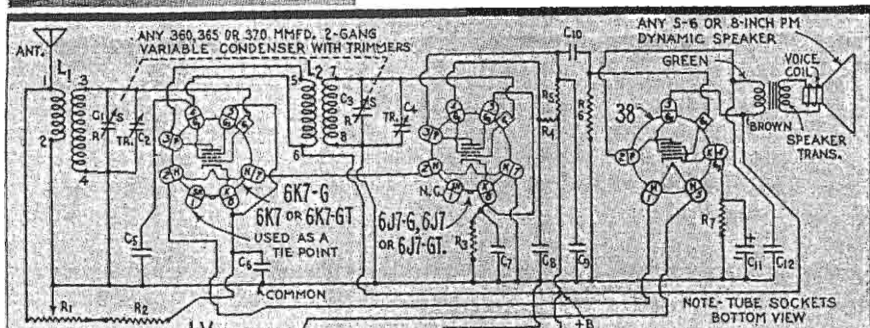 ANY 360,365 OR 370 MMFD. 2-GANG
VARIABLE CONDENSER WITH TRIMMERS
ANY 5-6 OR 8-INCH PM
DYNAMIC SPEAKER
ANT.
L1
L2
C10
GREEN
VOICE
COIL
1
3
5
7
C1
S
R
C2
TR.
C3
S
R
C4
TR.
R5
R4
R6
38
BROWN
SPEAKER
TRANS.
2
4
6
8
6K7-G
6K7 OR 6K7-GT
USED AS A
TIE POINT
N.C.
6J7-G, 6J7
OR 6J7-GT.
R3
C5
C6
C7
C8
C9
R7
+
C11
C12
COMMON
R1
R2
+B
NOTE-TUBE SOCKETS
BOTTOM VIEW